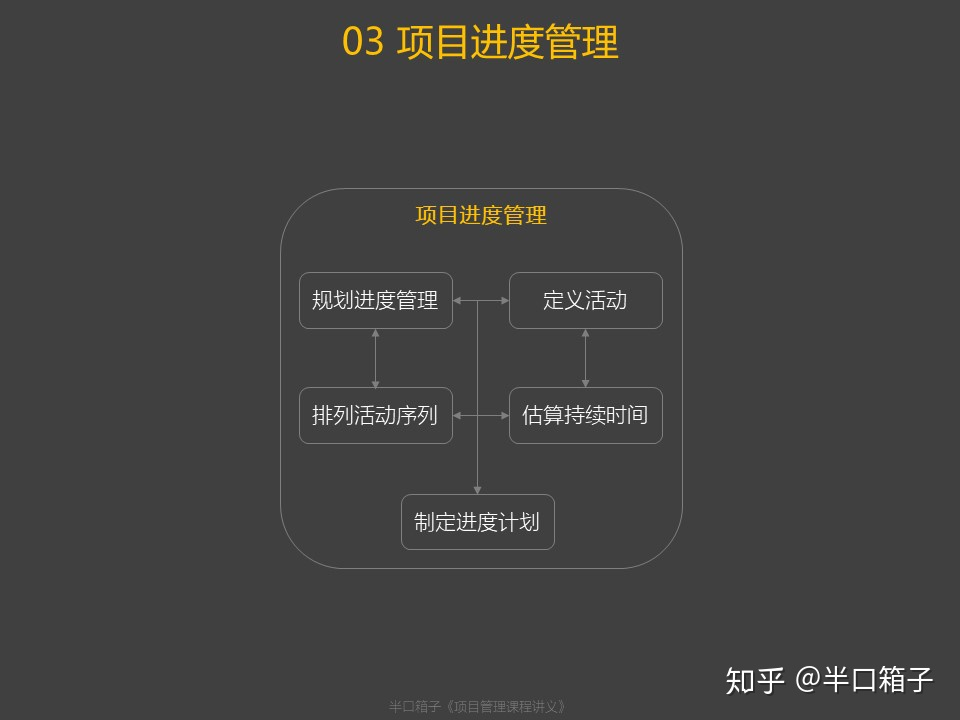 03 项目进度管理
项目进度管理
规划进度管理
定义活动
排列活动序列
估算持续时间
制定进度计划
知乎 @半口箱子
半口箱子《项目管理课程讲义》